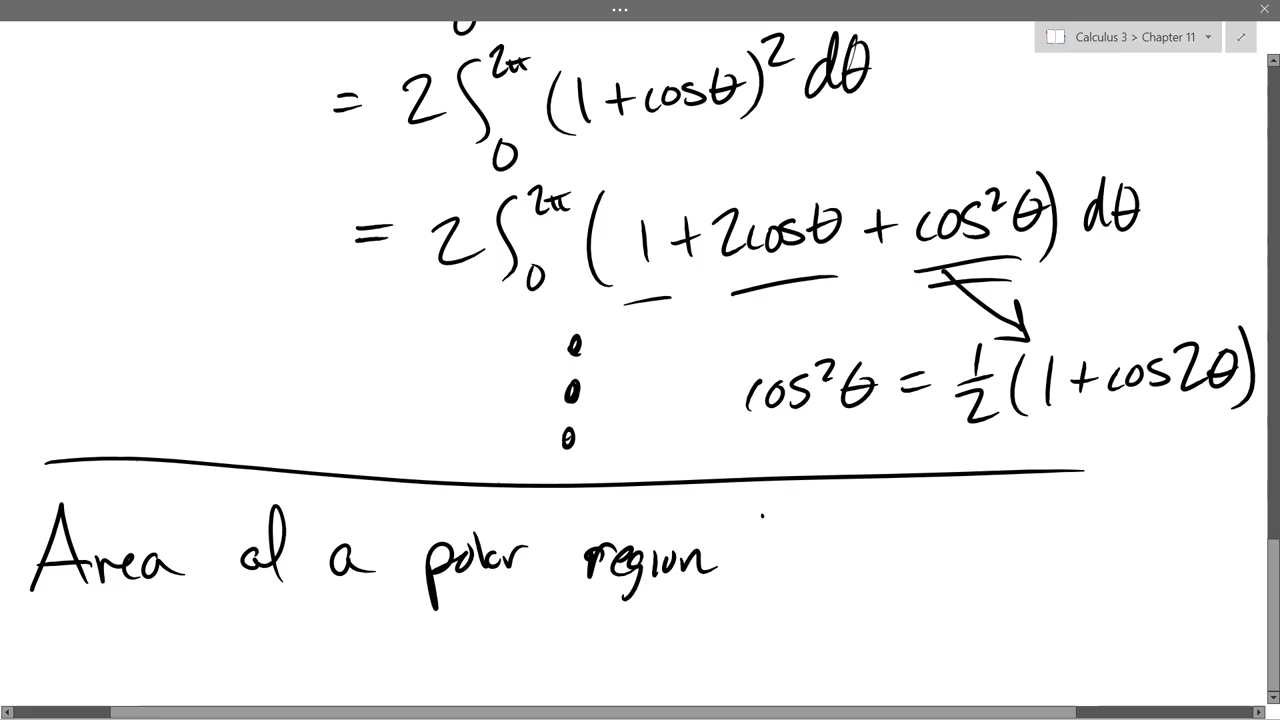 Calculus 3 > Chapter 11
= 2 ∫₀^2π (1 + cosθ)² dθ
= 2 ∫₀^2π (1 + 2cosθ + cos²θ) dθ
cos²θ = 1/2 (1 + cos2θ)
Area of a polar region